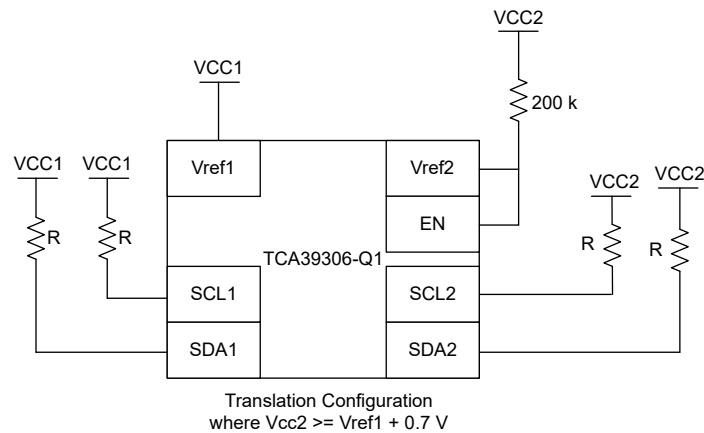 VCC2
VCC1
200 k
VCC1 VCC1
Vref1
Vref2
VCC2 VCC2
EN
R R
R R
TCA39306-Q1
SCL1
SCL2
SDA1
SDA2
Translation Configuration
where Vcc2 >= Vref1 + 0.7 V